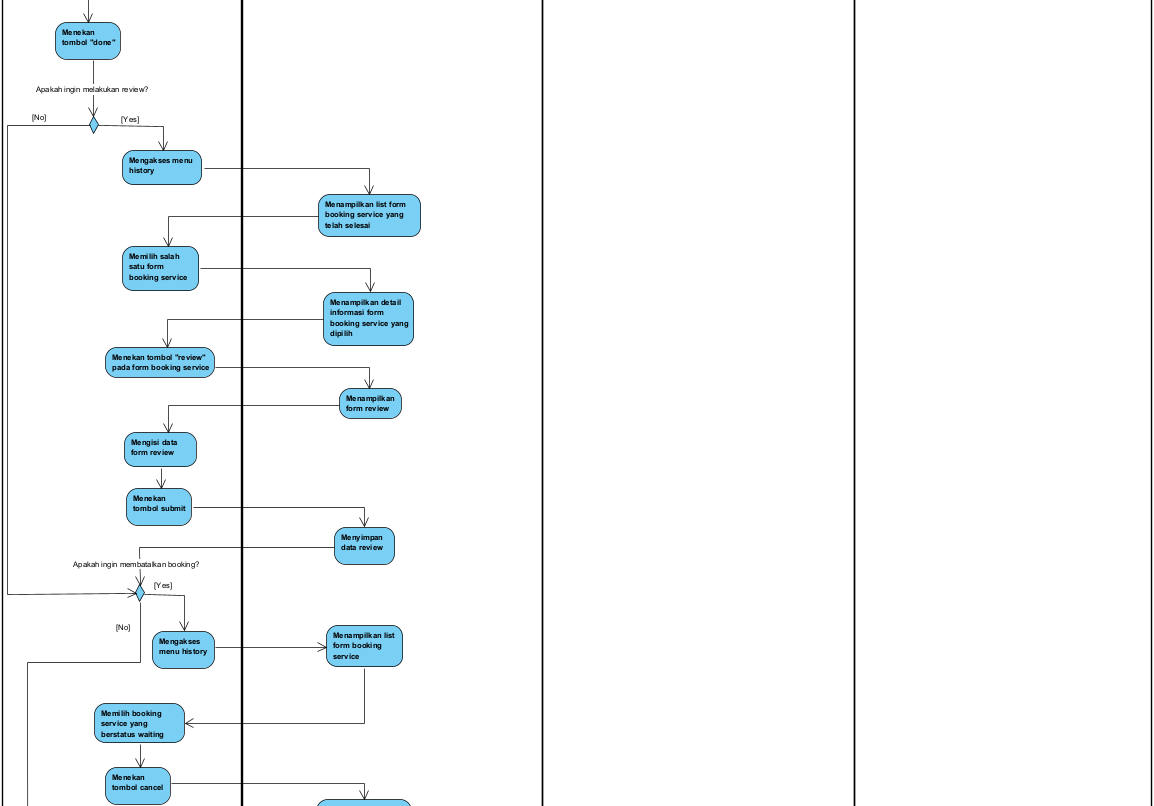 Menekan
tombol "done"
Apakah ingin melakukan review?
[No]
[Yes]
Mengakses menu
history
Menampilkan list form
booking service yang
telah selesai
Memilih salah
satu form
booking service
Menampilkan detail
informasi form
booking service yang
dipilih
Menekan tombol "review"
pada form booking service
Menampilkan
form review
Mengisi data
form review
Menekan
tombol submit
Menyimpan
data review
Apakah ingin membatalkan booking?
[Yes]
[No]
Mengakses
menu history
Menampilkan list
form booking
service
Memilih booking
service yang
berstatus waiting
Menekan
tombol cancel